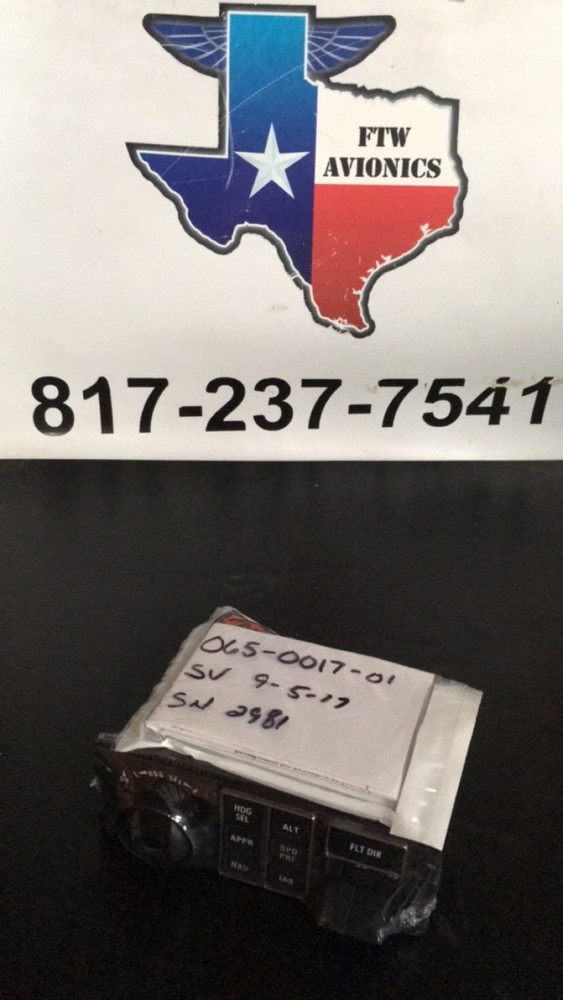 FTW
AVIONICS
817-237-7541
065-0017-01
SV 9-5-17
SN 2981
HDG
SEL
APPR
NAV
ALT
SPD
PRF
IAS
FLT DIR